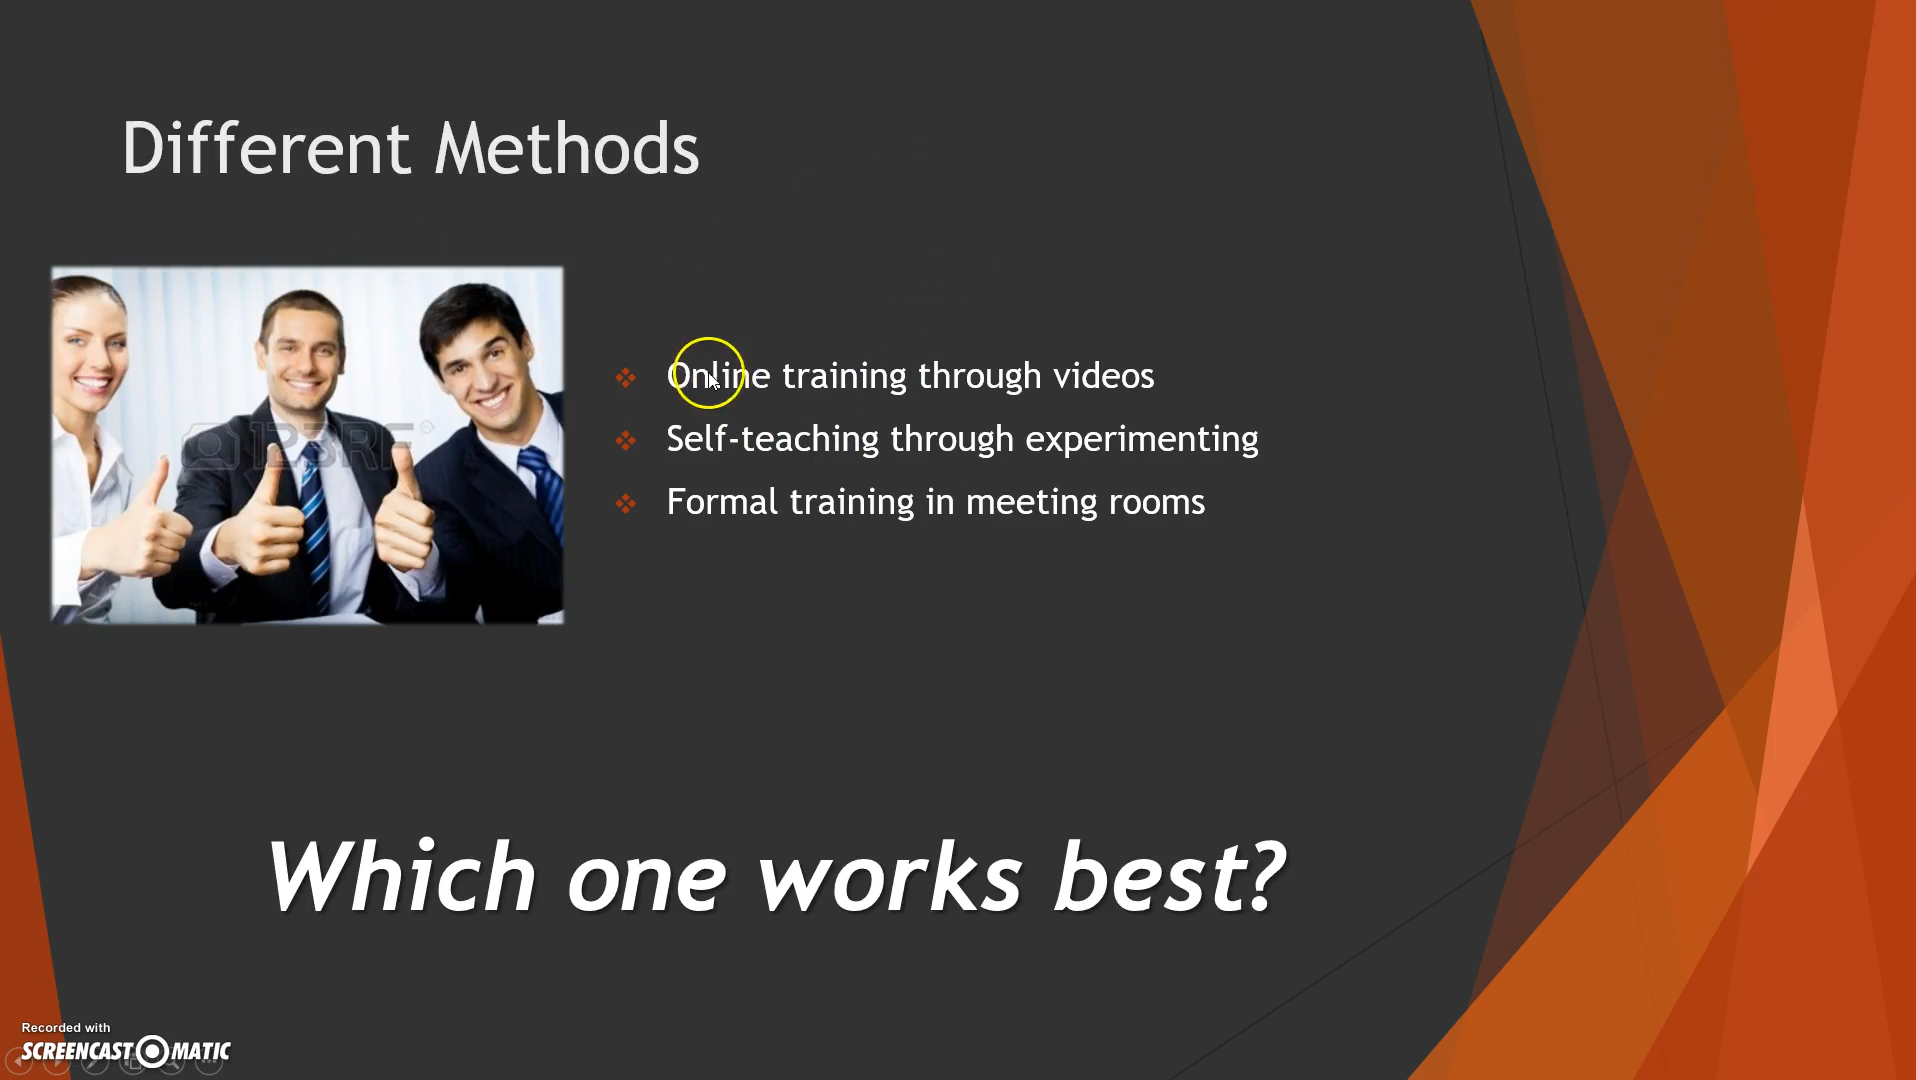 Different Methods
123RF
Online training through videos
Self-teaching through experimenting
Formal training in meeting rooms
Which one works best?
Recorded with
SCREENCAST-O-MATIC